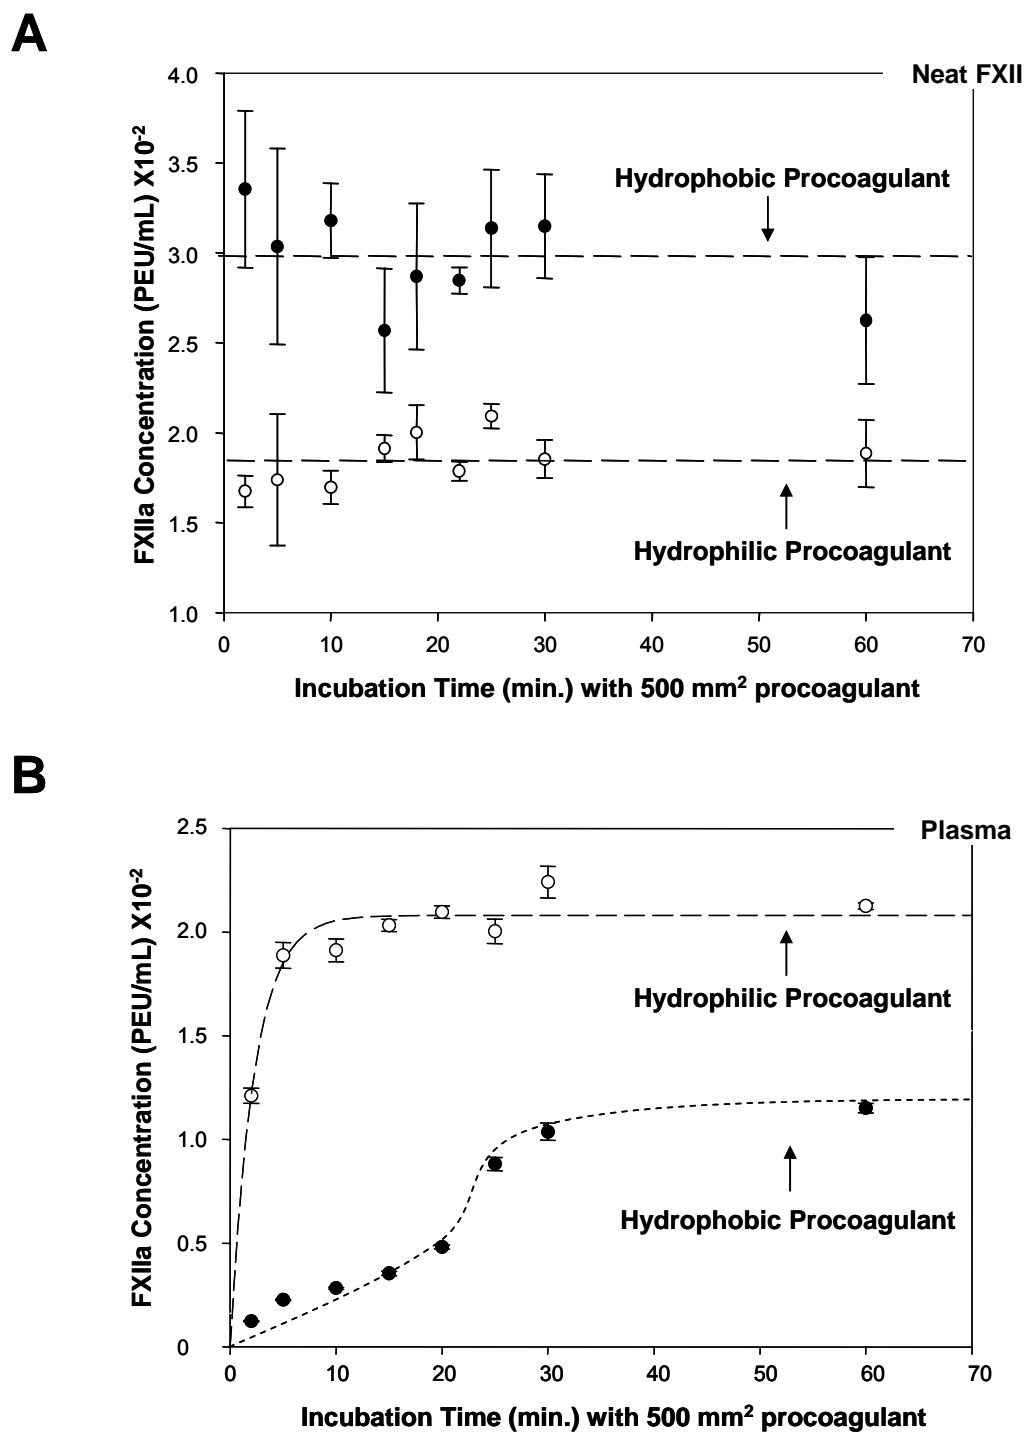 A
Neat FXII
FXIIa Concentration (PEU/mL) X10-2
4.0
3.5
3.0
2.5
2.0
1.5
1.0
Hydrophobic Procoagulant
Hydrophilic Procoagulant
0 10 20 30 40 50 60 70
Incubation Time (min.) with 500 mm2 procoagulant
B
Plasma
FXIIa Concentration (PEU/mL) X10-2
2.5
2.0
1.5
1.0
0.5
0
Hydrophilic Procoagulant
Hydrophobic Procoagulant
0 10 20 30 40 50 60 70
Incubation Time (min.) with 500 mm2 procoagulant